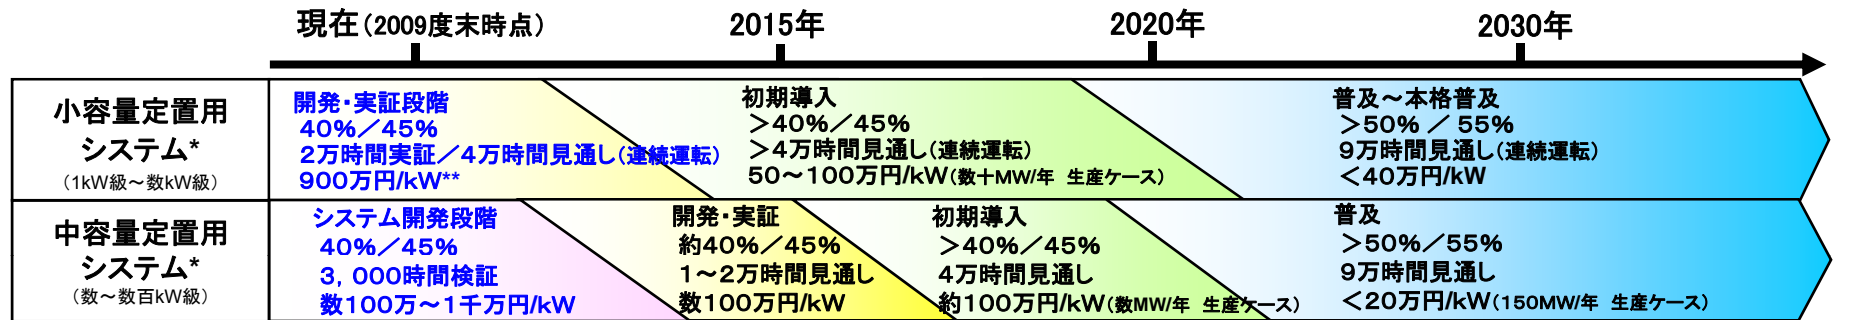 現在(2009度末時点)
2015年
2020年
2030年
小容量定置用
システム*
(1kW級~数kW級)
開発・実証段階
40%/45%
2万時間実証/4万時間見通し(連続運転)
900万円/kW**
初期導入
>40%/45%
>4万時間見通し(連続運転)
50~100万円/kW(数十MW/年 生産ケース)
普及~本格普及
>50% / 55%
9万時間見通し(連続運転)
<40万円/kW
中容量定置用
システム*
(数~数百kW級)
システム開発段階
40%/45%
3,000時間検証
数100万~1千万円/kW
開発・実証
約40%/45%
1~2万時間見通し
数100万円/kW
初期導入
>40%/45%
4万時間見通し
約100万円/kW(数MW/年 生産ケース)
普及
>50%/55%
9万時間見通し
<20万円/kW(150MW/年 生産ケース)